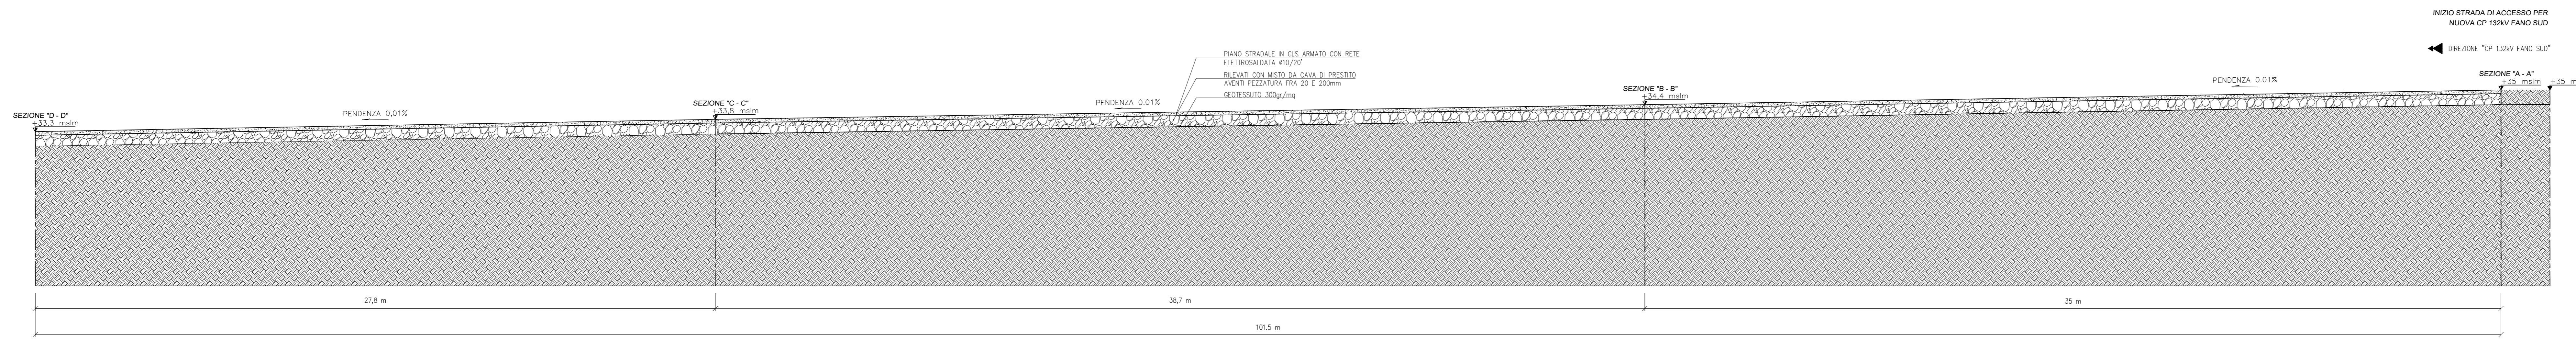 INIZIO STRADA DI ACCESSO PER
NUOVA CP 132kV FANO SUD
DIREZIONE "CP 132kV FANO SUD"
PIANO STRADALE IN CLS ARMATO CON RETE
ELETTROSALDATA Ø10/20'
RILEVATI CON MISTO DA CAVA DI PRESTITO
AVENTI PEZZATURA FRA 20 E 200mm
GEOTESSUTO 300gr/mq
SEZIONE "D - D"
+33,3 mslm
PENDENZA 0,01%
SEZIONE "C - C"
+33,8 mslm
PENDENZA 0.01%
SEZIONE "B - B"
+34,4 mslm
PENDENZA 0.01%
SEZIONE "A - A"
+35 mslm
+35 m
27,8 m
38,7 m
35 m
101.5 m